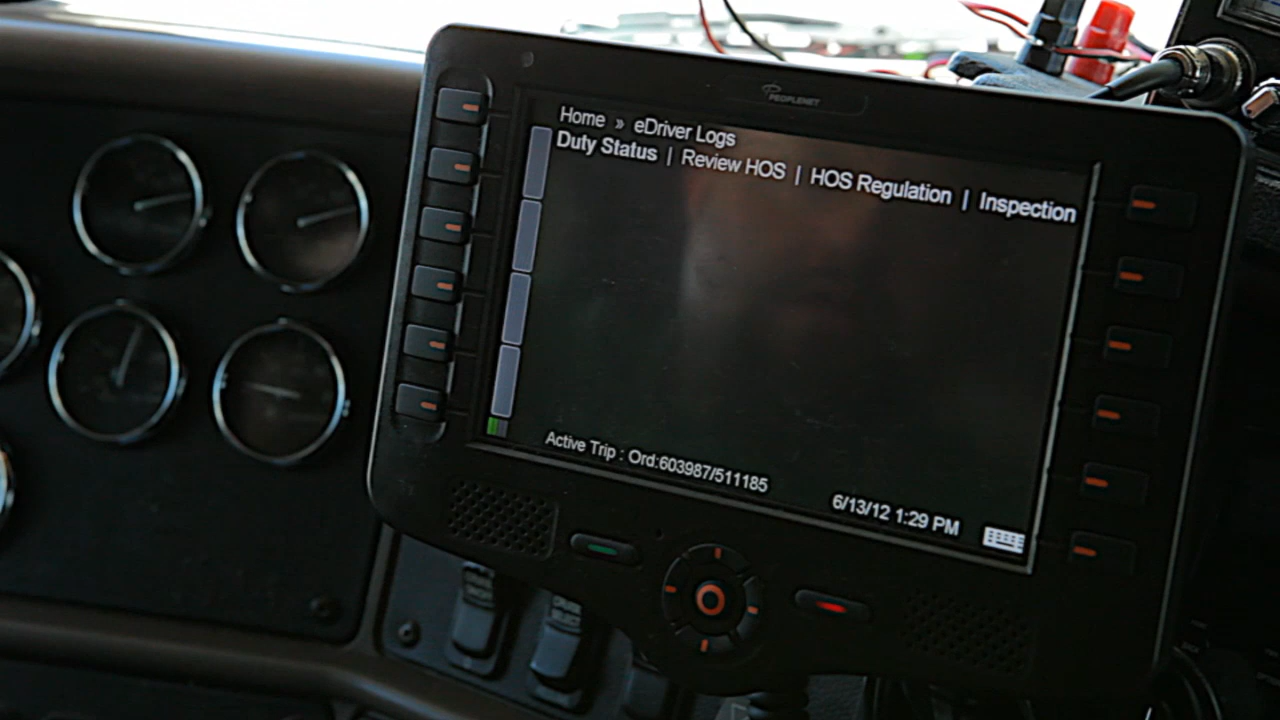 PEOPLENET
Home » eDriver Logs
Duty Status | Review HOS | HOS Regulation | Inspection
Active Trip : Ord:603987/511185
6/13/12 1:29 PM